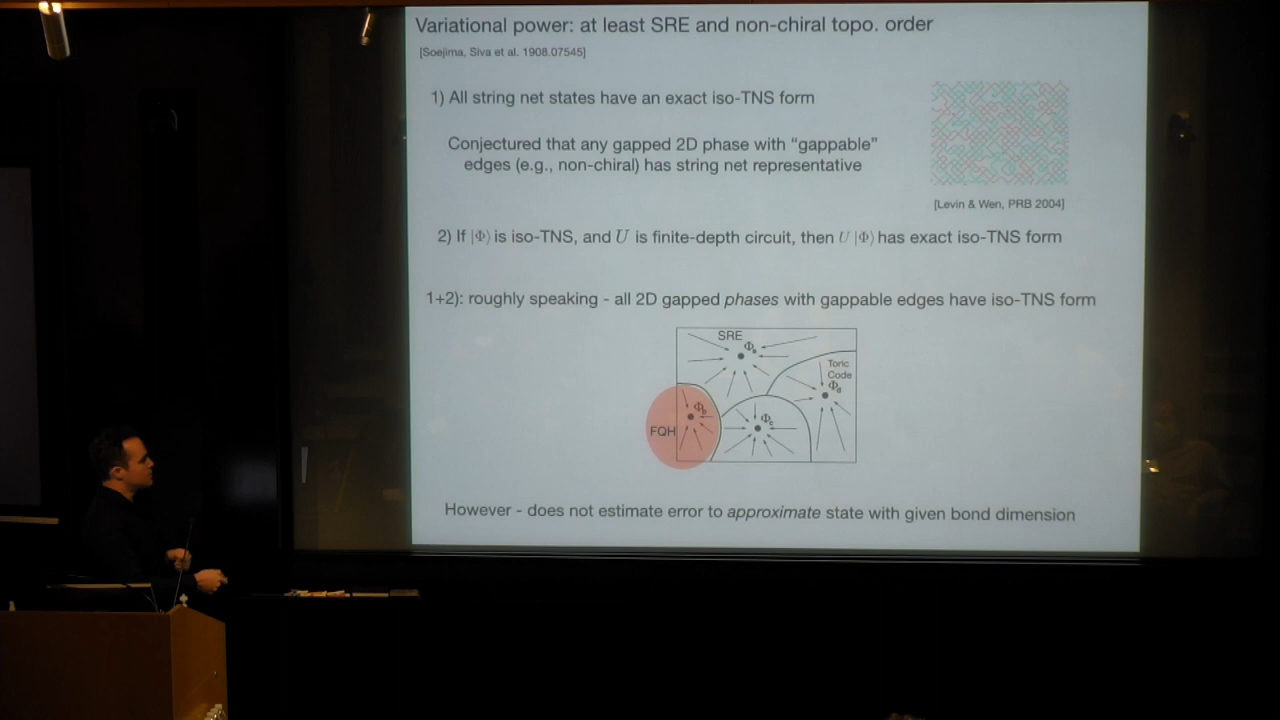 Variational power: at least SRE and non-chiral topo. order
[Soejima, Siva et al. 1908.07545]
1) All string net states have an exact iso-TNS form
Conjectured that any gapped 2D phase with “gappable”
edges (e.g., non-chiral) has string net representative
[Levin & Wen, PRB 2004]
2) If |Φ⟩ is iso-TNS, and U is finite-depth circuit, then U |Φ⟩ has exact iso-TNS form
1+2): roughly speaking - all 2D gapped phases with gappable edges have iso-TNS form
SRE
Φₐ
Toric
Code
Φ_d
Φ_b
FQH
Φ_c
However - does not estimate error to approximate state with given bond dimension